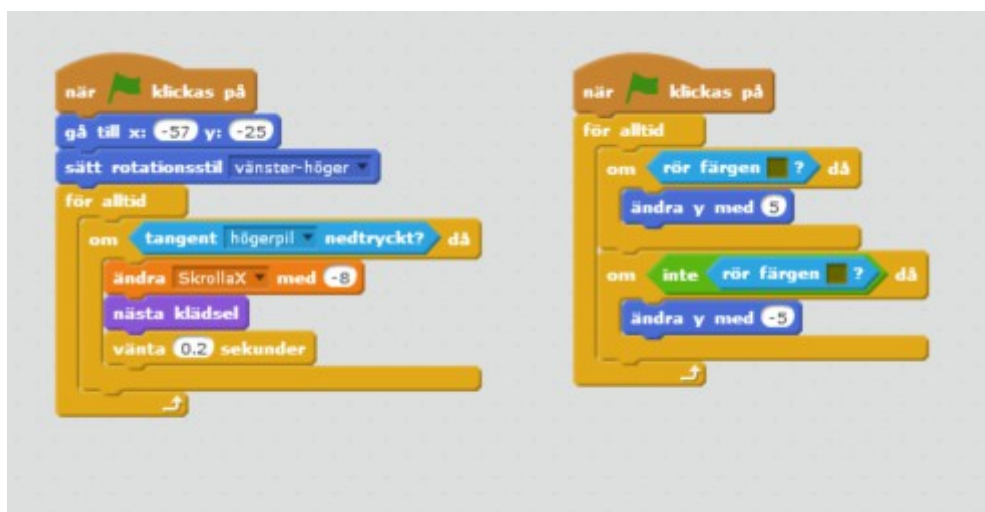 när klickas på
gå till x: -57 y: -25
sätt rotationsstil vänster-höger
för alltid
om tangent högerpil nedtryckt? då
ändra SkrollaX med -8
nästa klädsel
vänta 0.2 sekunder
när klickas på
för alltid
om rör färgen ? då
ändra y med 5
om inte rör färgen ? då
ändra y med -5